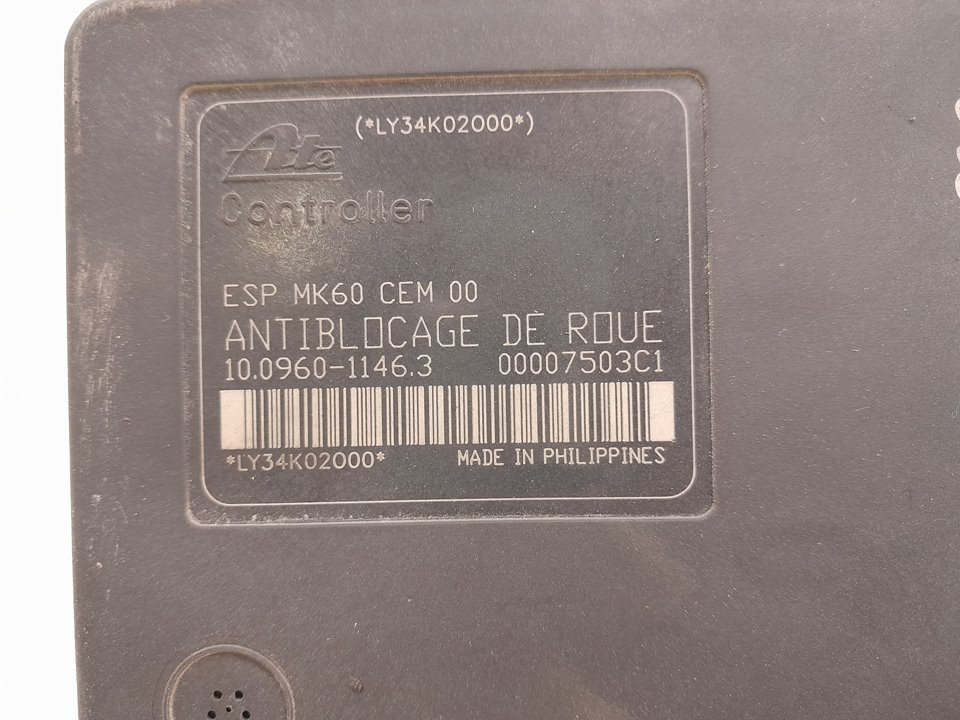 (*LY34K02000*)
Ate
Controller
ESP MK60 CEM 00
ANTIBLOCAGE DE ROUE
10.0960-1146.3 00007503C1
*LY34K02000*
MADE IN PHILIPPINES